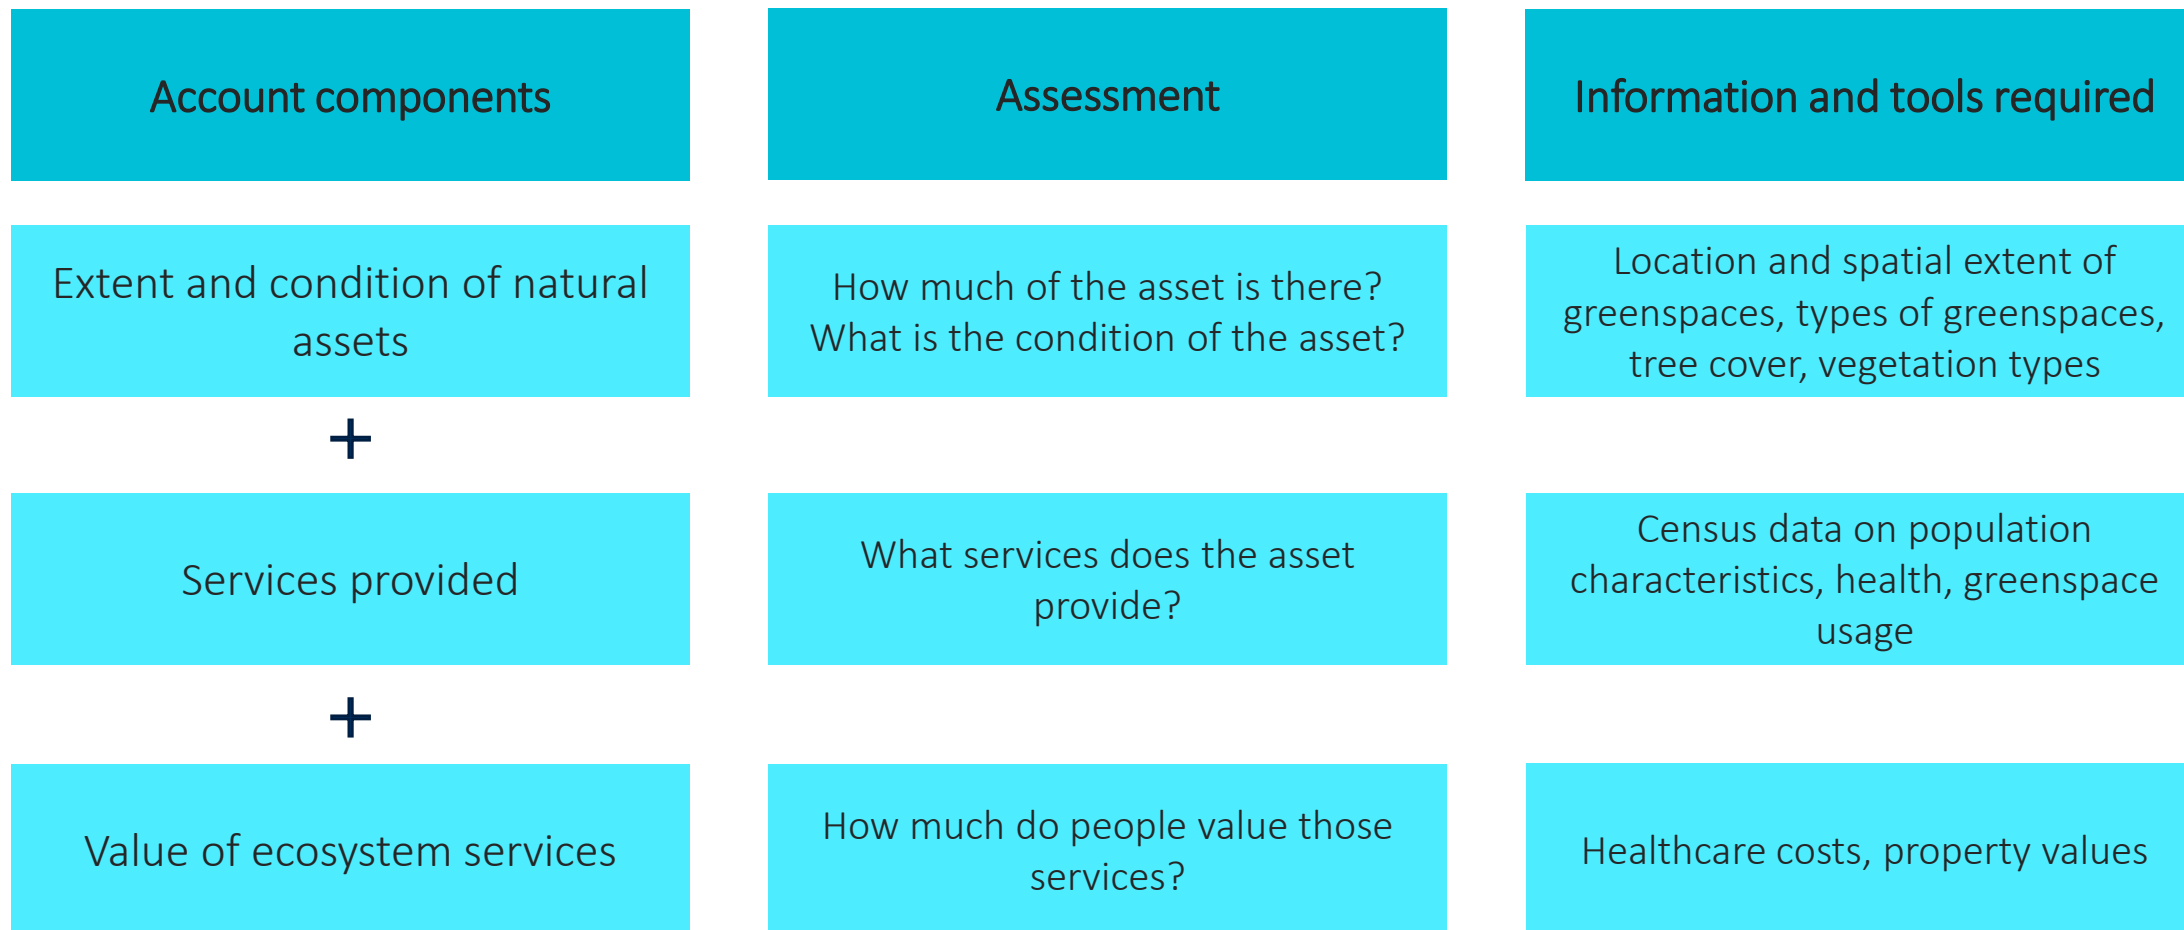 Account components
Assessment
Information and tools required
Extent and condition of natural
assets
How much of the asset is there?
What is the condition of the asset?
Location and spatial extent of
greenspaces, types of greenspaces,
tree cover, vegetation types
+
Services provided
What services does the asset
provide?
Census data on population
characteristics, health, greenspace
usage
+
Value of ecosystem services
How much do people value those
services?
Healthcare costs, property values